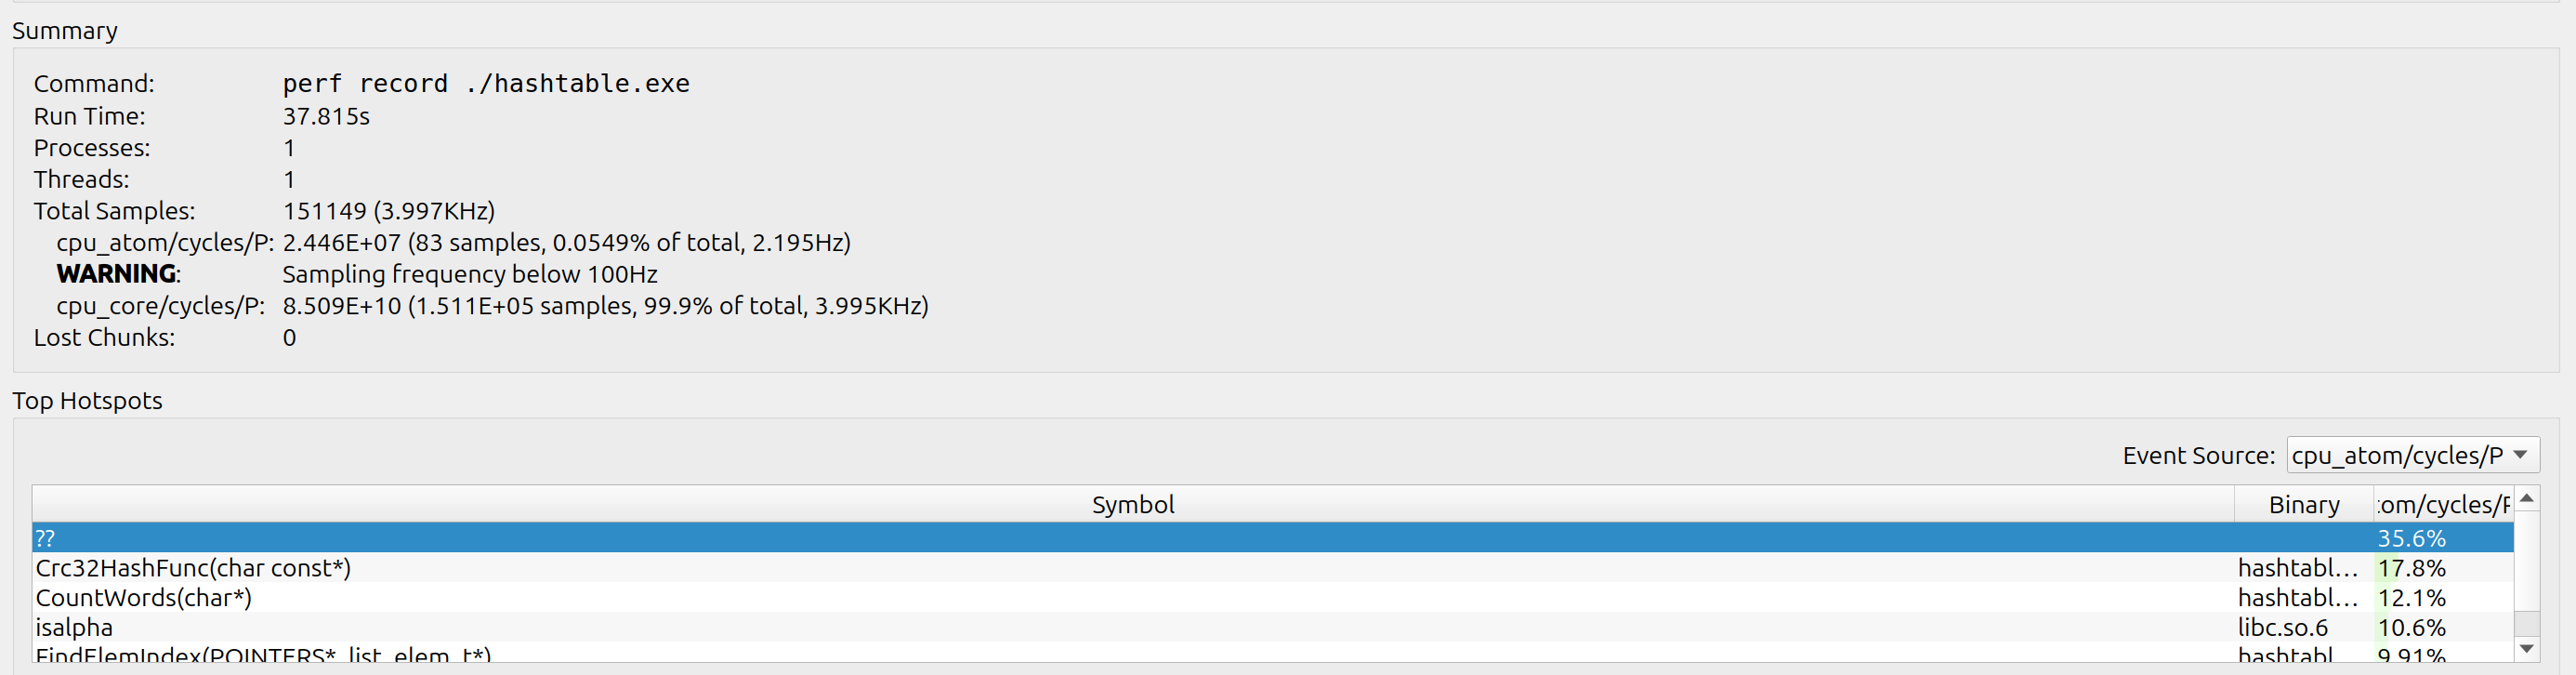 Summary
Command: perf record ./hashtable.exe
Run Time: 37.815s
Processes: 1
Threads: 1
Total Samples: 151149 (3.997KHz)
cpu_atom/cycles/P: 2.446E+07 (83 samples, 0.0549% of total, 2.195Hz)
WARNING: Sampling frequency below 100Hz
cpu_core/cycles/P: 8.509E+10 (1.511E+05 samples, 99.9% of total, 3.995KHz)
Lost Chunks: 0
Top Hotspots
Event Source: cpu_atom/cycles/P
Symbol Binary :om/cycles/P
?? 35.6%
Crc32HashFunc(char const*) hashtabl... 17.8%
CountWords(char*) hashtabl... 12.1%
isalpha libc.so.6 10.6%
FindElemIndex(POINTERS*, list_elem_t*) hashtabl... 9.91%